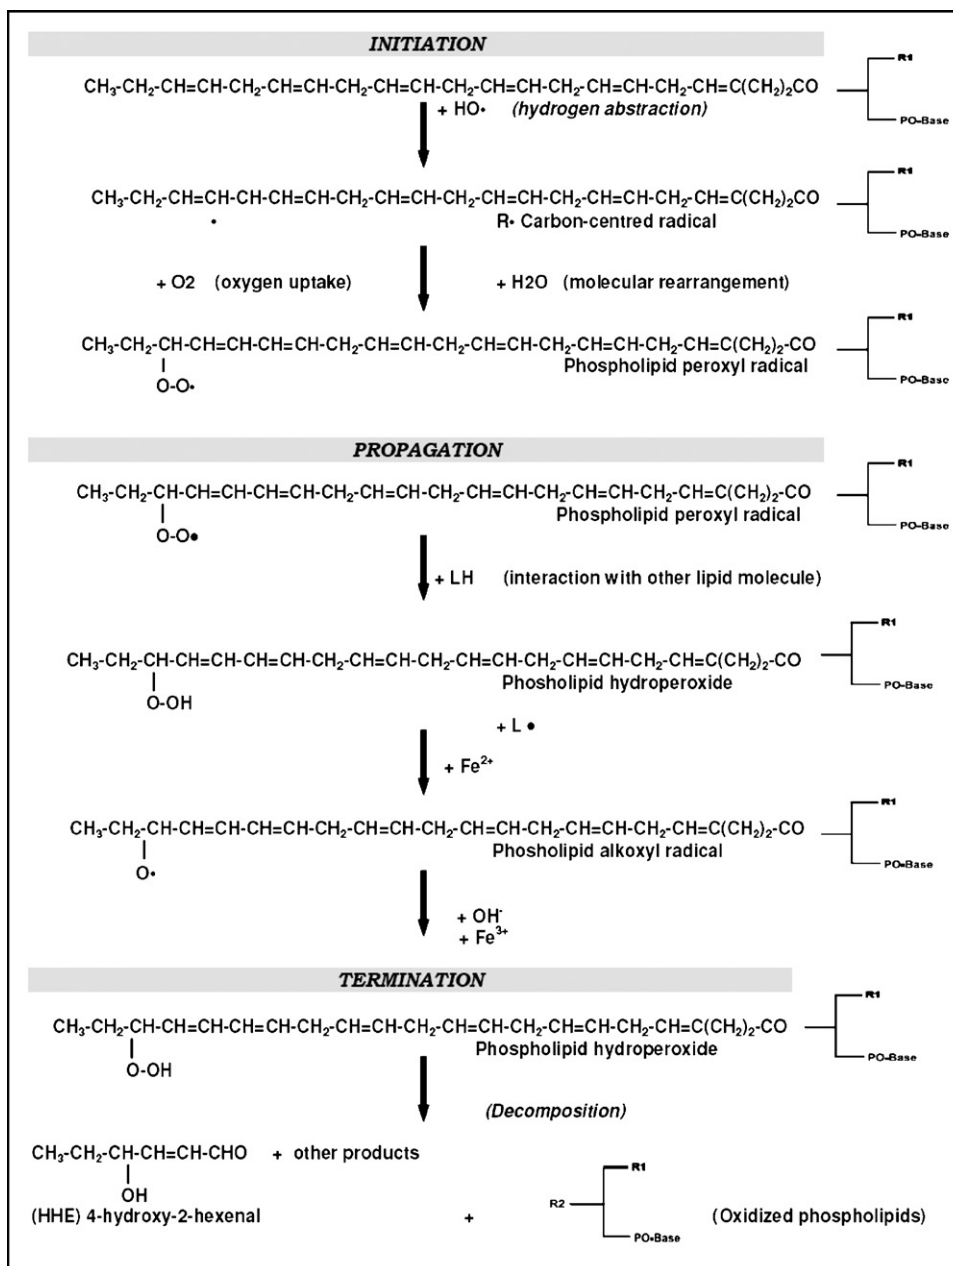 INITIATION
R1
CH₃-CH₂-CH=CH-CH₂-CH=CH-CH₂-CH=CH-CH₂-CH=CH-CH₂-CH=CH-CH₂-CH=C(CH₂)₂CO
+ HO• (hydrogen abstraction)
PO-Base
R1
CH₃-CH₂-CH=CH-CH-CH=CH-CH₂-CH=CH-CH₂-CH=CH-CH₂-CH=CH-CH₂-CH=C(CH₂)₂CO
•
R• Carbon-centred radical
PO-Base
+ O2 (oxygen uptake) + H2O (molecular rearrangement)
R1
CH₃-CH₂-CH-CH=CH-CH=CH-CH₂-CH=CH-CH₂-CH=CH-CH₂-CH=CH-CH₂-CH=C(CH₂)₂-CO
Phospholipid peroxyl radical
O-O•
PO-Base
PROPAGATION
R1
CH₃-CH₂-CH-CH=CH-CH=CH-CH₂-CH=CH-CH₂-CH=CH-CH₂-CH=CH-CH₂-CH=C(CH₂)₂-CO
Phospholipid peroxyl radical
O-O•
PO-Base
+ LH (interaction with other lipid molecule)
R1
CH₃-CH₂-CH-CH=CH-CH=CH-CH₂-CH=CH-CH₂-CH=CH-CH₂-CH=CH-CH₂-CH=C(CH₂)₂-CO
Phosholipid hydroperoxide
O-OH
PO-Base
+ L •
+ Fe²⁺
R1
CH₃-CH₂-CH-CH=CH-CH=CH-CH₂-CH=CH-CH₂-CH=CH-CH₂-CH=CH-CH₂-CH=C(CH₂)₂-CO
Phosholipid alkoxyl radical
O•
PO•Base
+ OH⁻
+ Fe³⁺
TERMINATION
R1
CH₃-CH₂-CH-CH=CH-CH=CH-CH₂-CH=CH-CH₂-CH=CH-CH₂-CH=CH-CH₂-CH=C(CH₂)₂-CO
Phospholipid hydroperoxide
O-OH
PO-Base
(Decomposition)
CH₃-CH₂-CH-CH=CH-CHO + other products
OH
(HHE) 4-hydroxy-2-hexenal
+
R1
R2
PO•Base
(Oxidized phospholipids)